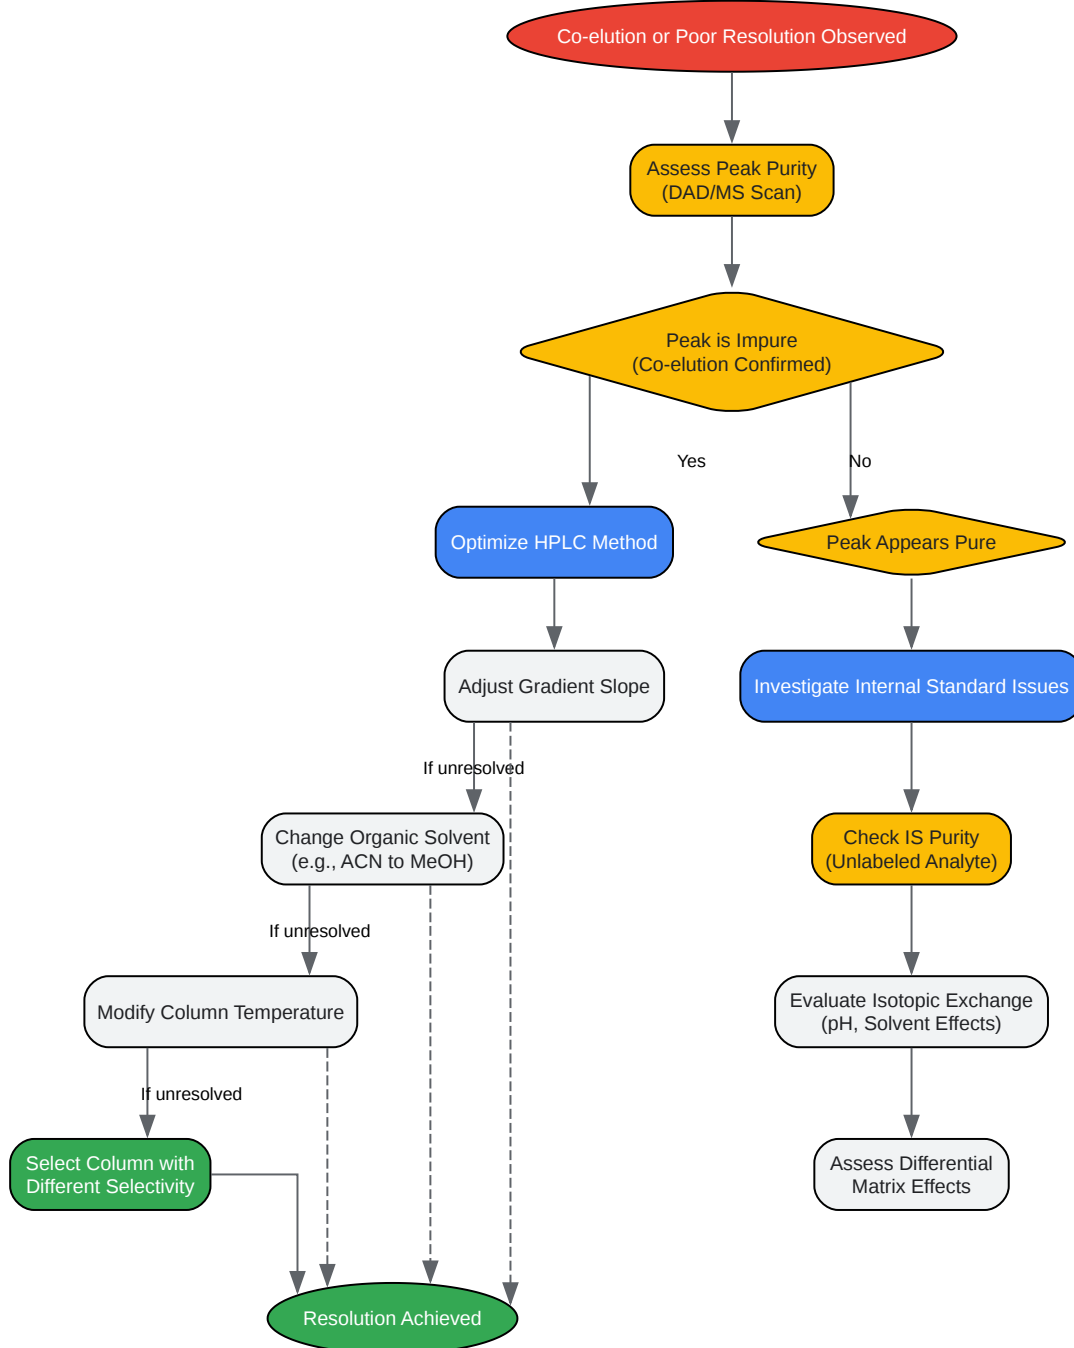 Co-elution or Poor Resolution Observed
Assess Peak Purity
(DAD/MS Scan)
Peak is Impure
(Co-elution Confirmed)
Yes
No
Optimize HPLC Method
Peak Appears Pure
Adjust Gradient Slope
Investigate Internal Standard Issues
If unresolved
Change Organic Solvent
(e.g., ACN to MeOH)
Check IS Purity
(Unlabeled Analyte)
If unresolved
Modify Column Temperature
Evaluate Isotopic Exchange
(pH, Solvent Effects)
If unresolved
Select Column with
Different Selectivity
Assess Differential
Matrix Effects
Resolution Achieved